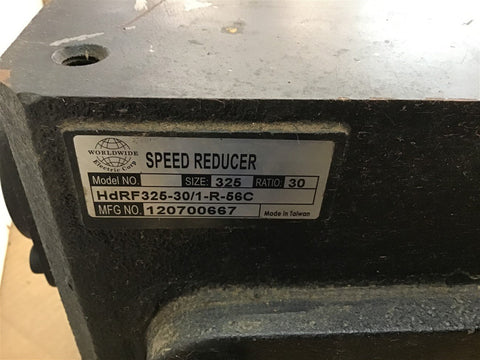 WORLDWIDE
Electric Corp
SPEED REDUCER
Model NO. SIZE: 325 RATIO: 30
HdRF325-30/1-R-56C
MFG NO. 120700667 Made in Taiwan